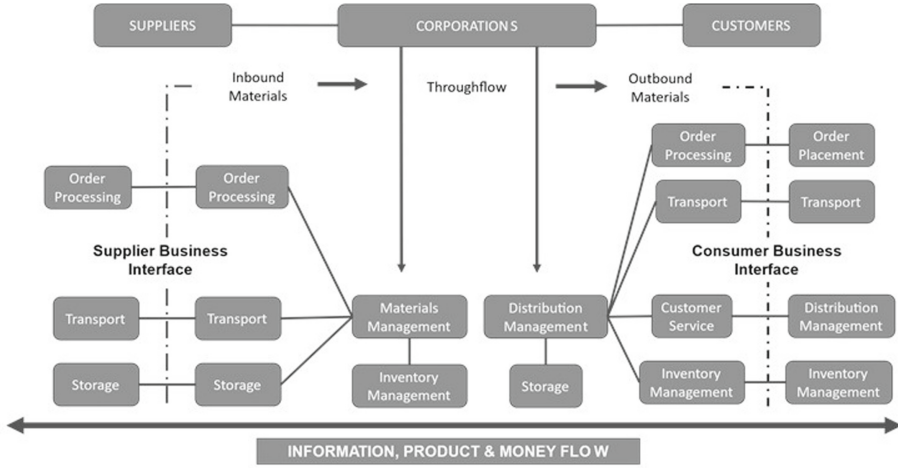 SUPPLIERS
CORPORATIONS
CUSTOMERS
Inbound
Materials
Throughflow
Outbound
Materials
Order
Processing
Order
Placement
Order
Processing
Order
Processing
Transport
Transport
Supplier Business
Interface
Consumer Business
Interface
Transport
Transport
Materials
Management
Distribution
Management
Customer
Service
Distribution
Management
Storage
Storage
Inventory
Management
Storage
Inventory
Management
Inventory
Management
INFORMATION, PRODUCT & MONEY FLOW